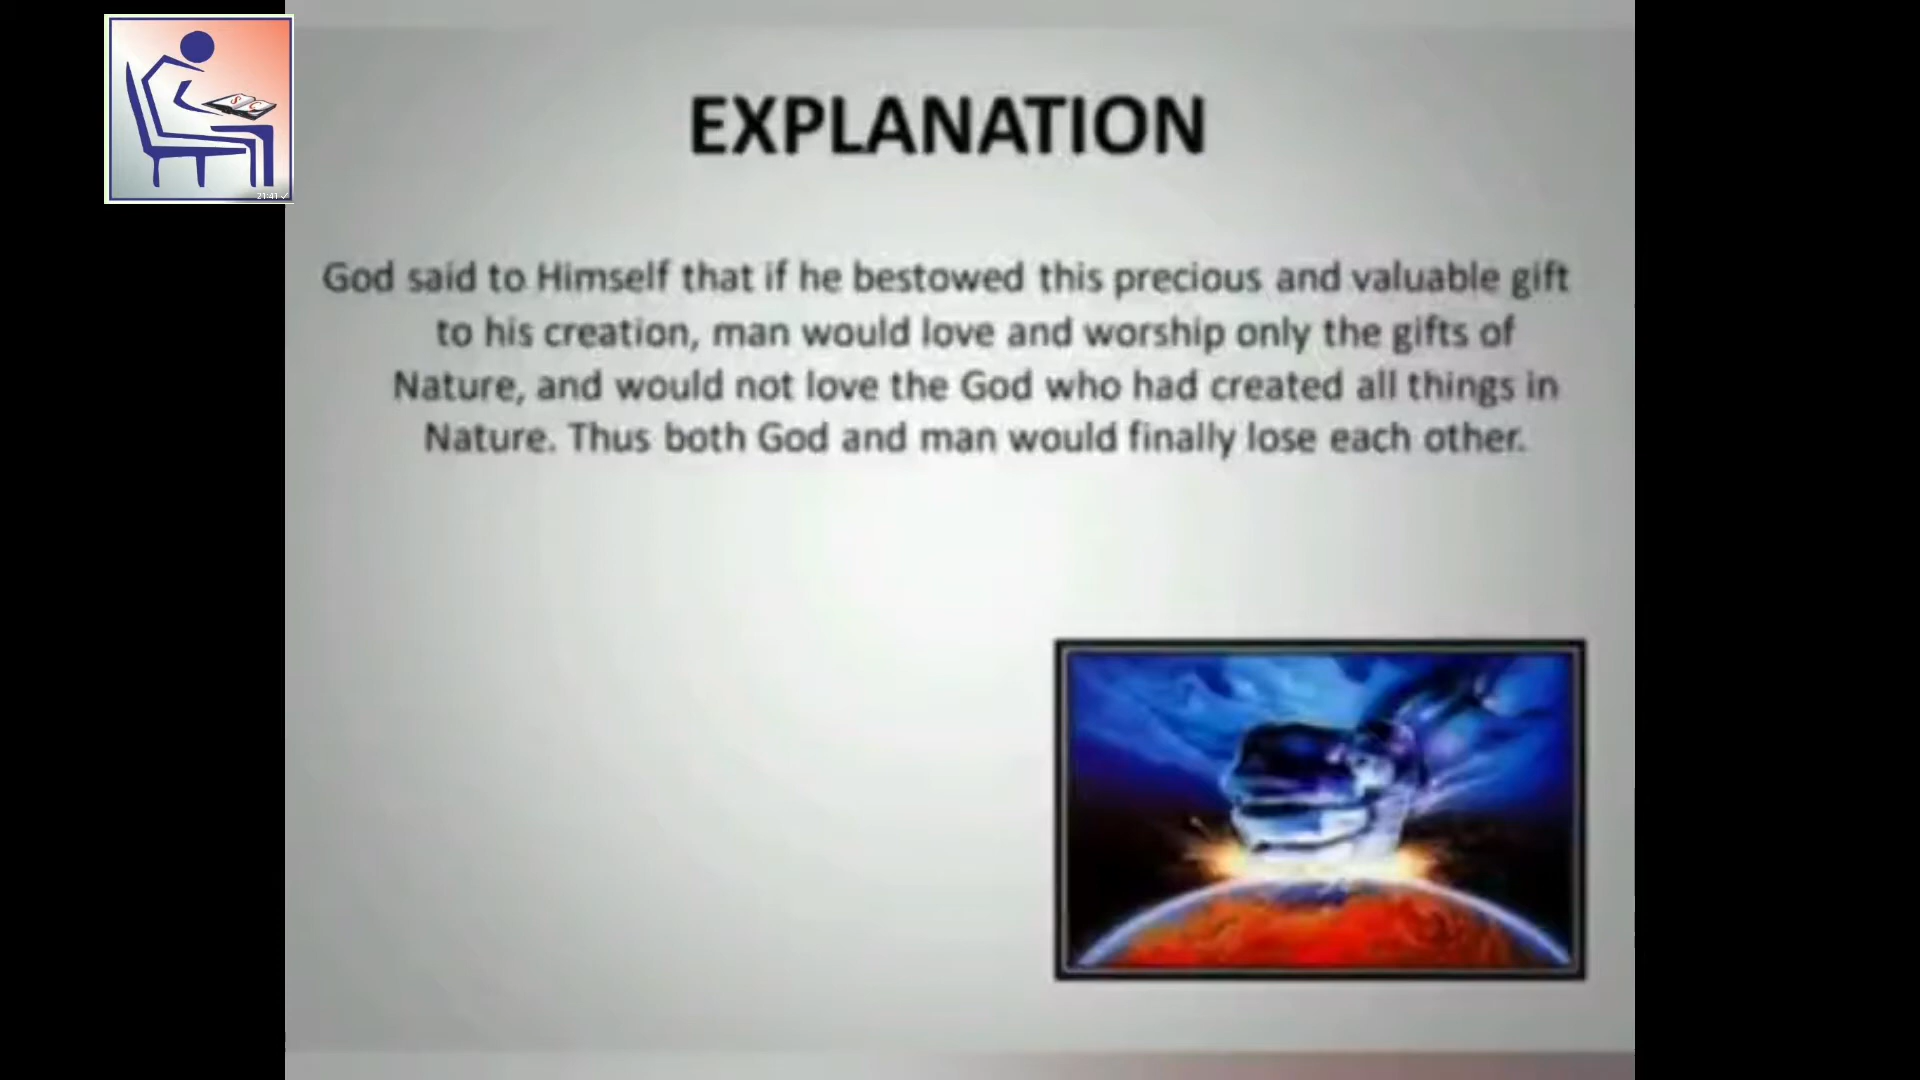 EXPLANATION
God said to Himself that if he bestowed this precious and valuable gift
to his creation, man would love and worship only the gifts of
Nature, and would not love the God who had created all things in
Nature. Thus both God and man would finally lose each other.
S C
21:41